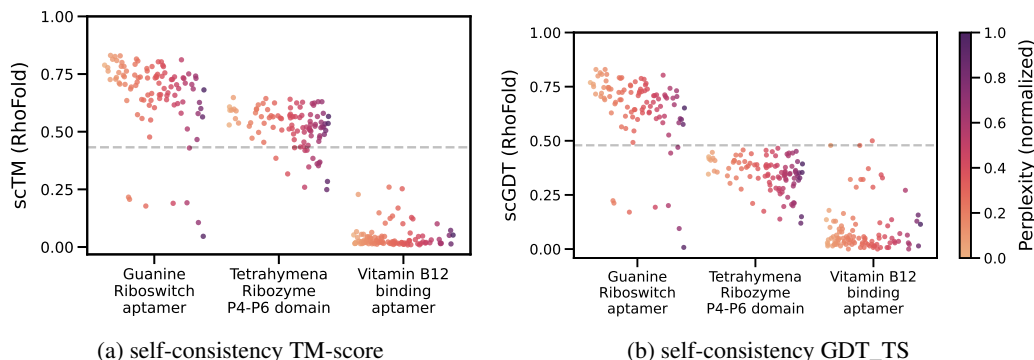 1.00
0.75
0.50
0.25
0.00
scTM (RhoFold)
Guanine
Riboswitch
aptamer
Tetrahymena
Ribozyme
P4-P6 domain
Vitamin B12
binding
aptamer
(a) self-consistency TM-score
1.00
0.75
0.50
0.25
0.00
scGDT (RhoFold)
Guanine
Riboswitch
aptamer
Tetrahymena
Ribozyme
P4-P6 domain
Vitamin B12
binding
aptamer
(b) self-consistency GDT_TS
1.0
0.8
0.6
0.4
0.2
0.0
Perplexity (normalized)